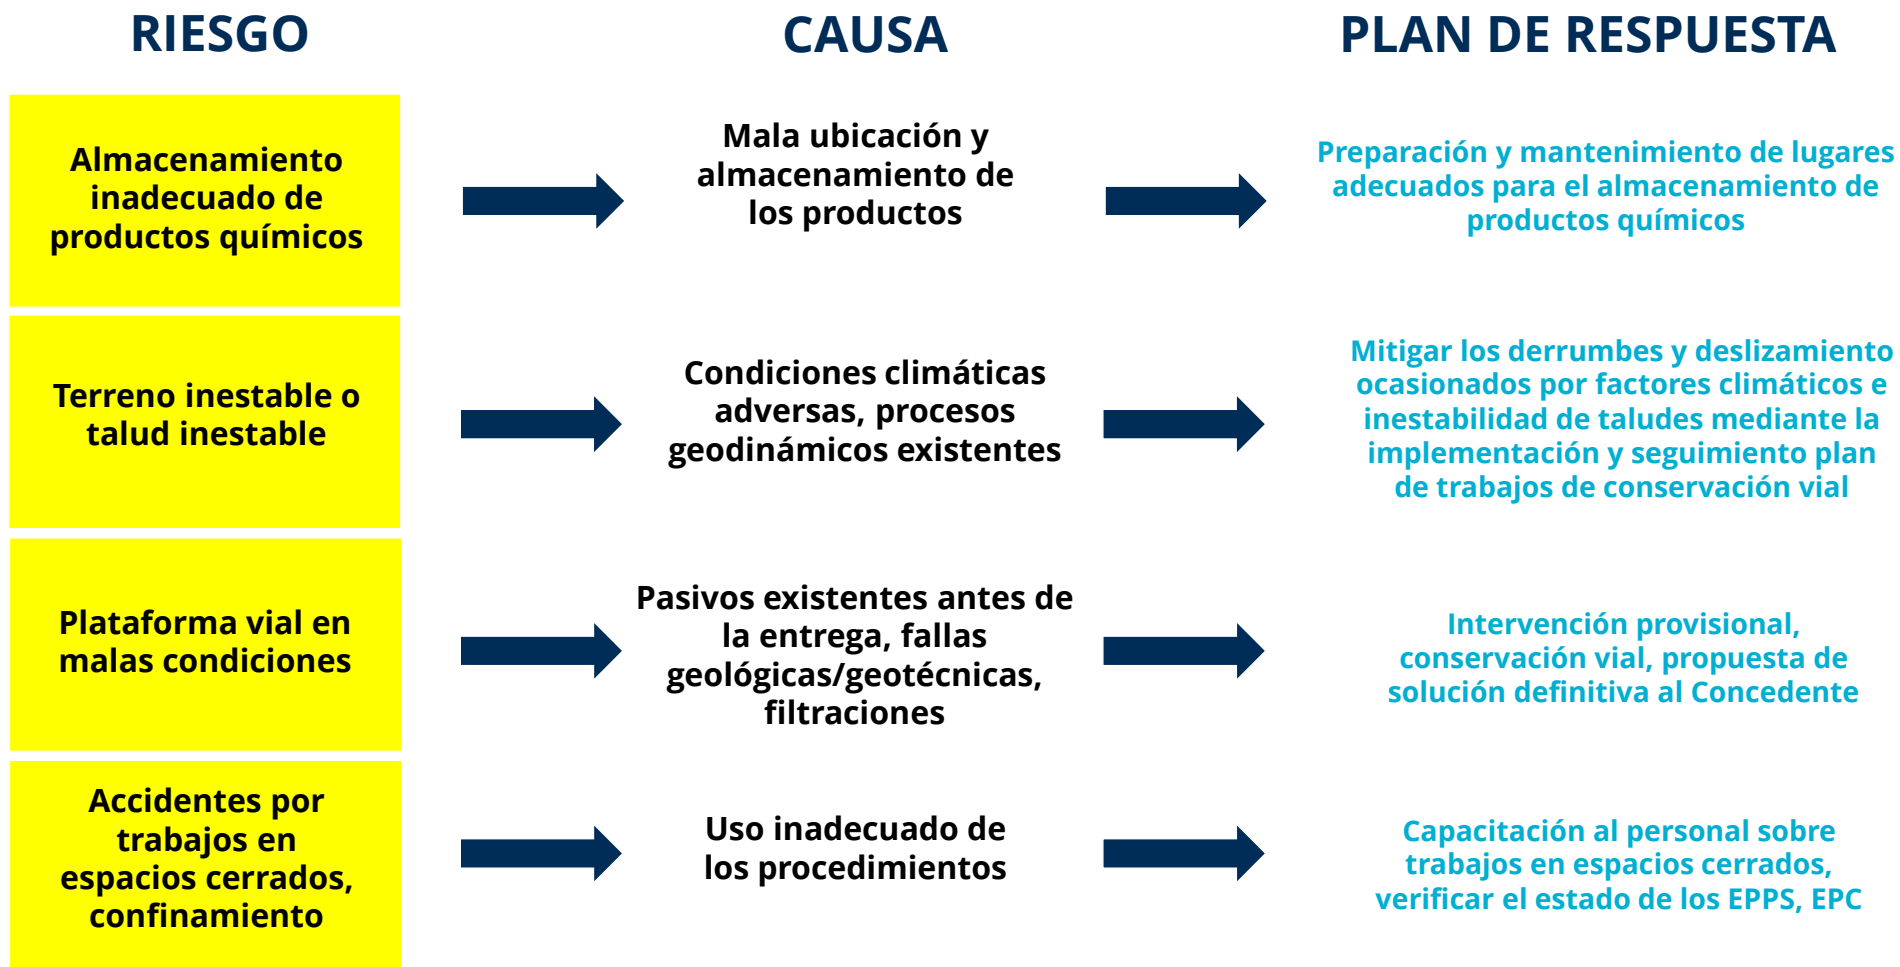 RIESGO
CAUSA
PLAN DE RESPUESTA
Almacenamiento
inadecuado de
productos químicos
Mala ubicación y
almacenamiento de
los productos
Preparación y mantenimiento de lugares
adecuados para el almacenamiento de
productos químicos
Terreno inestable o
talud inestable
Condiciones climáticas
adversas, procesos
geodinámicos existentes
Mitigar los derrumbes y deslizamiento
ocasionados por factores climáticos e
inestabilidad de taludes mediante la
implementación y seguimiento plan
de trabajos de conservación vial
Plataforma vial en
malas condiciones
Pasivos existentes antes de
la entrega, fallas
geológicas/geotécnicas,
filtraciones
Intervención provisional,
conservación vial, propuesta de
solución definitiva al Concedente
Accidentes por
trabajos en
espacios cerrados,
confinamiento
Uso inadecuado de
los procedimientos
Capacitación al personal sobre
trabajos en espacios cerrados,
verificar el estado de los EPPS, EPC